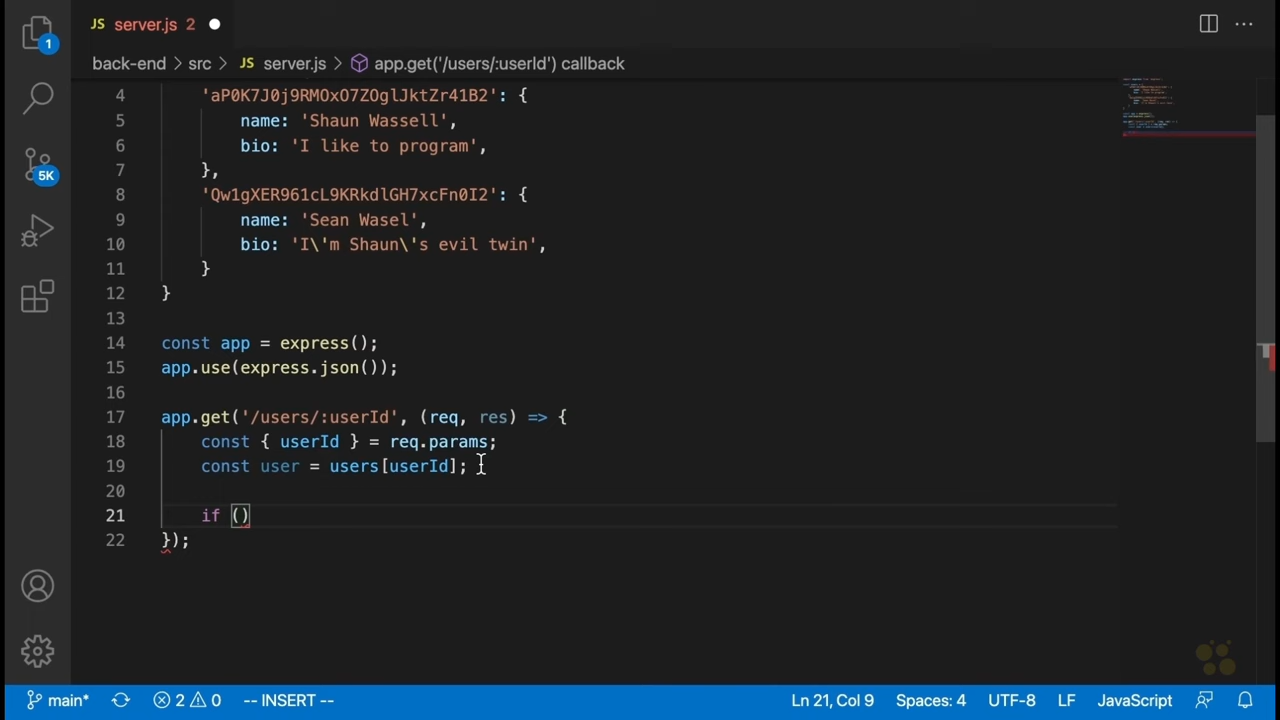 JS server.js 2
back-end > src > JS server.js > app.get('/users/:userId') callback
1
5K
4 'aP0K7J0j9RMOxO7ZOglJktZr41B2': {
5 name: 'Shaun Wassell',
6 bio: 'I like to program',
7 },
8 'Qw1gXER961cL9KRkdlGH7xcFn0I2': {
9 name: 'Sean Wasel',
10 bio: 'I\'m Shaun\'s evil twin',
11 }
12 }
13
14 const app = express();
15 app.use(express.json());
16
17 app.get('/users/:userId', (req, res) => {
18 const { userId } = req.params;
19 const user = users[userId];
20
21 if ()
22 });
main* 2 0 -- INSERT -- Ln 21, Col 9 Spaces: 4 UTF-8 LF JavaScript